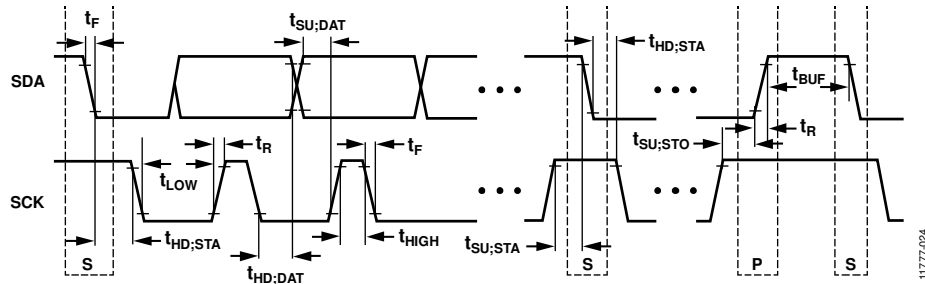 tF
tSU;DAT
tHD;STA
SDA
tBUF
tR
tF
tSU;STO
tR
tLOW
SCK
tHD;STA
tHIGH
tSU;STA
tHD;DAT
S
S
P
S
11777-024